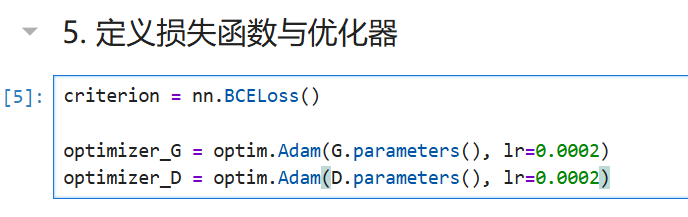 5. 定义损失函数与优化器
[5]:
criterion = nn.BCELoss()
optimizer_G = optim.Adam(G.parameters(), lr=0.0002)
optimizer_D = optim.Adam(D.parameters(), lr=0.0002)